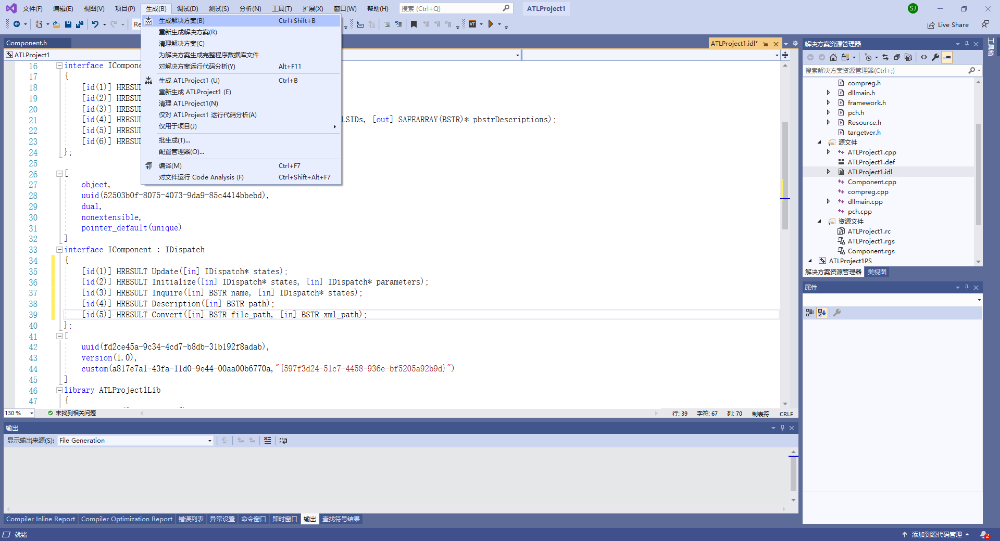 文件(F) 编辑(E) 视图(V) 项目(P) 生成(B) 调试(D) 测试(S) 分析(N) 工具(T) 扩展(X) 窗口(W) 帮助(H) 搜索 (Ctrl+Q) ATLProject1 SJ
Re
Live Share
生成解决方案(B) Ctrl+Shift+B
重新生成解决方案(R)
清理解决方案(C)
为解决方案生成完整程序数据库文件
对解决方案运行代码分析(Y) Alt+F11
生成 ATLProject1 (U) Ctrl+B
重新生成 ATLProject1 (E)
清理 ATLProject1(N)
仅对 ATLProject1 运行代码分析(A)
仅用于项目(J)
批生成(T)...
配置管理器(O)...
编译(M) Ctrl+F7
对文件运行 Code Analysis (F) Ctrl+Shift+Alt+F7
Component.h
ATLProject1.idl*
ATLProject1
16 interface ICompone
17 {
18 [id(1)] HRESUL
19 [id(2)] HRESUL
20 [id(3)] HRESUL
21 [id(4)] HRESUL LSIDs, [out] SAFEARRAY(BSTR)* pbstrDescriptions);
22 [id(5)] HRESUL
23 [id(6)] HRESUL
24 };
25
26 [
27 object,
28 uuid(52503b0f-8075-4073-9da9-85c4414bbebd),
29 dual,
30 nonextensible,
31 pointer_default(unique)
32 ]
33 interface IComponent : IDispatch
34 {
35 [id(1)] HRESULT Update([in] IDispatch* states);
36 [id(2)] HRESULT Initialize([in] IDispatch* states, [in] IDispatch* parameters);
37 [id(3)] HRESULT Inquire([in] BSTR name, [in] IDispatch* states);
38 [id(4)] HRESULT Description([in] BSTR path);
39 [id(5)] HRESULT Convert([in] BSTR file_path, [in] BSTR xml_path);
40 };
41 [
42 uuid(fd2ce45a-9c34-4cd7-b8db-31b192f8adab),
43 version(1.0),
44 custom(a817e7a1-43fa-11d0-9e44-00aa00b6770a,"{597f3d24-51c7-4458-936e-bf5205a92b9d}")
45 ]
46 library ATLProject1Lib
47 {
130 % 未找到相关问题 行: 39 字符: 67 列: 70 制表符 CRLF
输出
显示输出来源(S): File Generation
Compiler Inline Report Compiler Optimization Report 错误列表 异常设置 命令窗口 即时窗口 输出 查找符号结果
解决方案资源管理器
搜索解决方案资源管理器(Ctrl+;)
compreg.h
dllmain.h
framework.h
pch.h
Resource.h
targetver.h
源文件
ATLProject1.cpp
ATLProject1.def
ATLProject1.idl
Component.cpp
compreg.cpp
dllmain.cpp
pch.cpp
资源文件
ATLProject1.rc
ATLProject1.rgs
Component.rgs
ATLProject1PS
解决方案资源管理器 类视图
属性
工具箱
就绪 添加到源代码管理 2